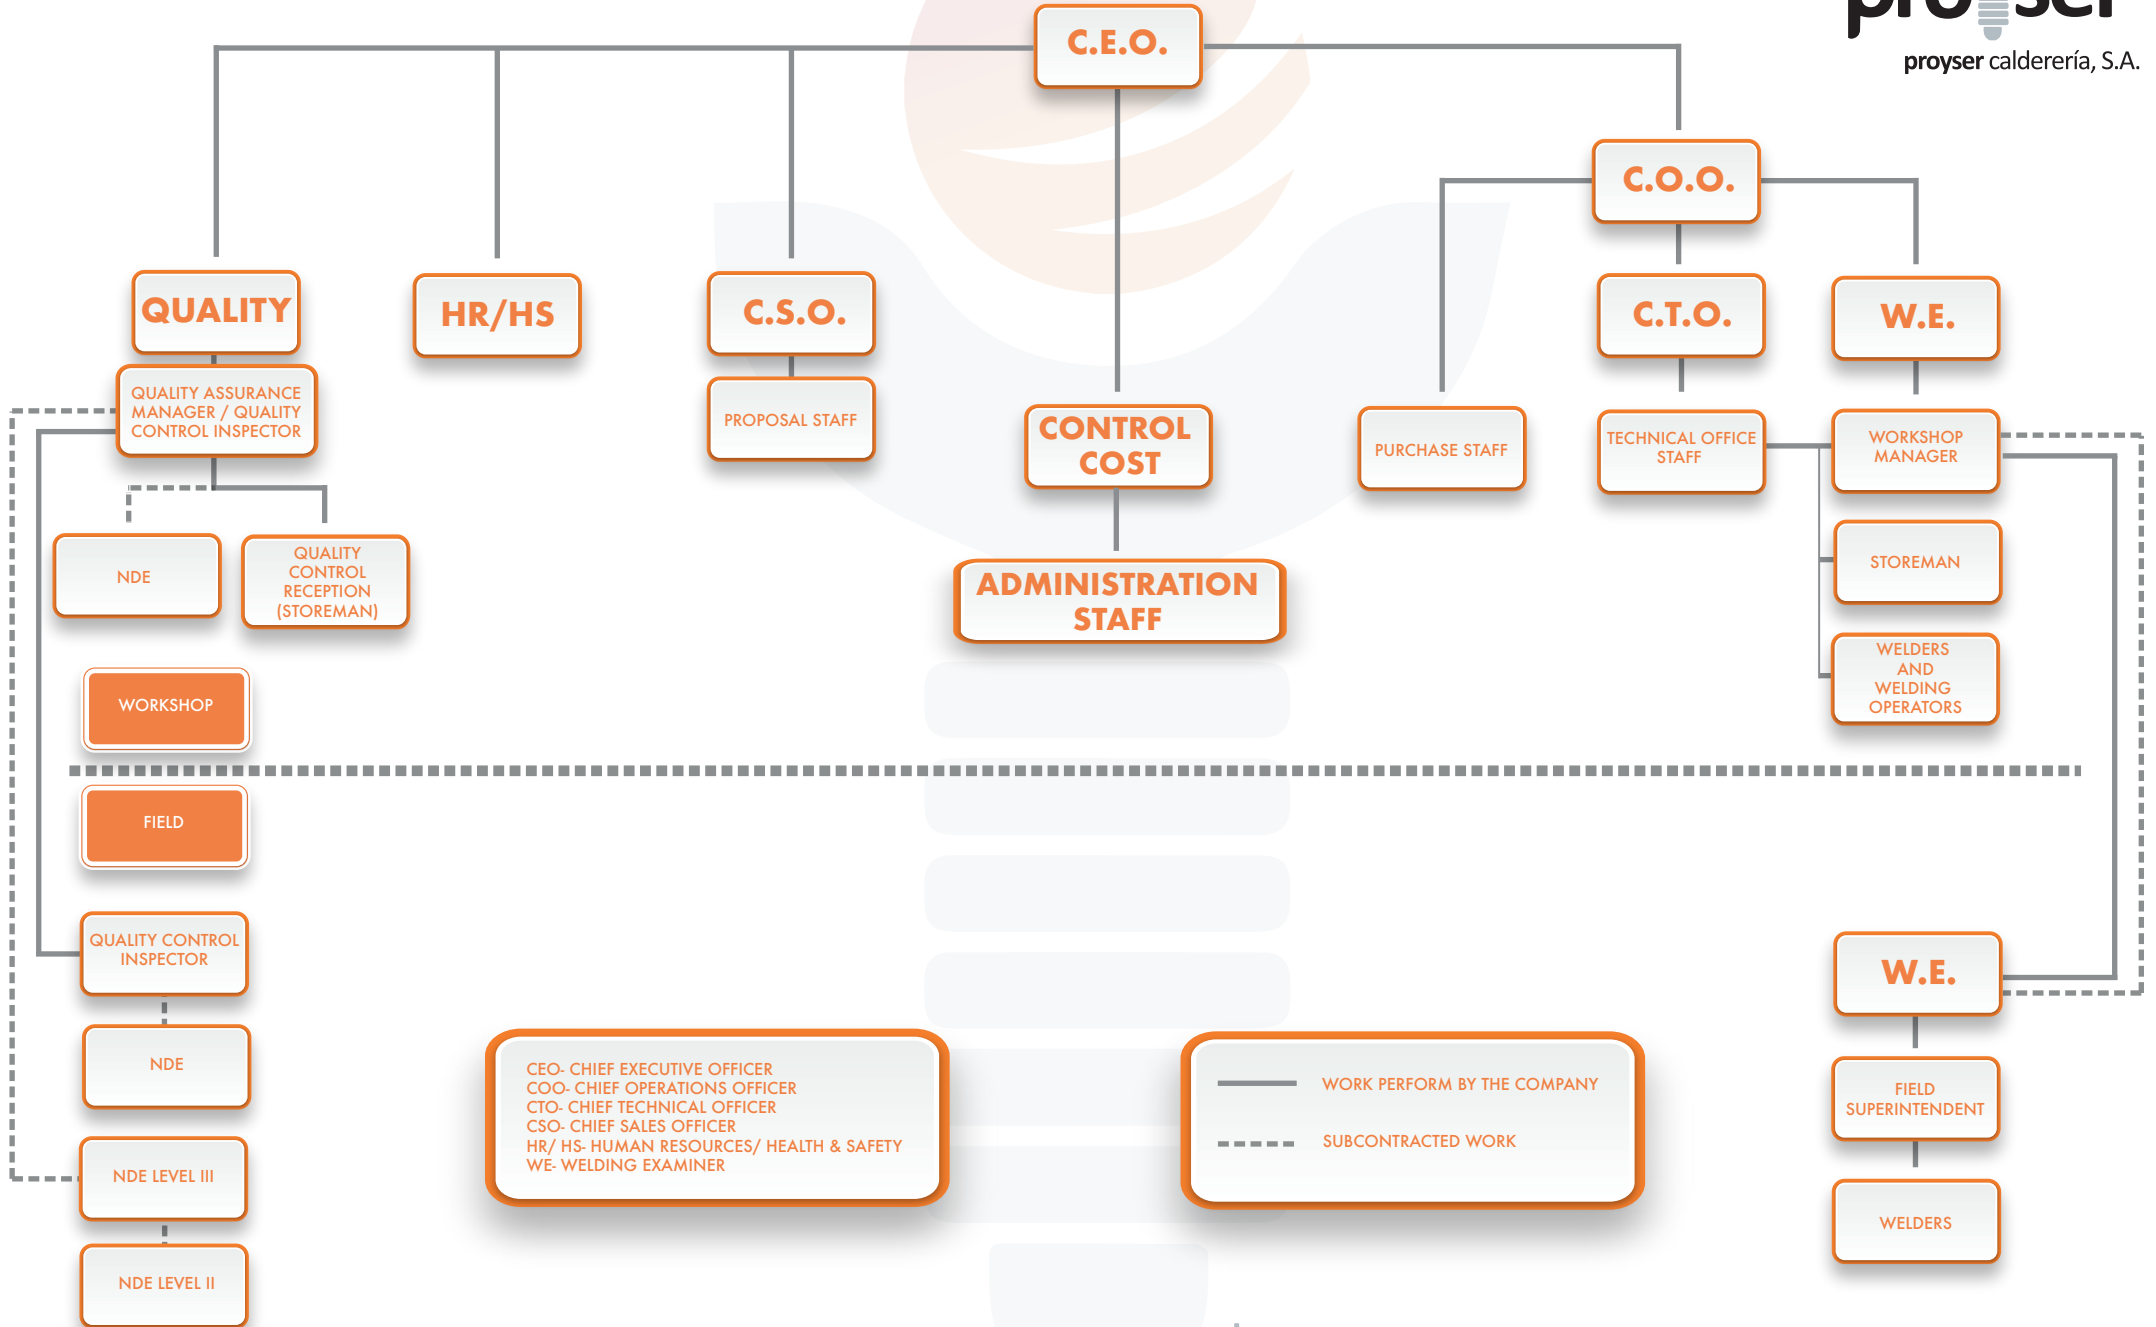 C.E.O.
proyser
proyser calderería, S.A.
C.O.O.
QUALITY
HR/HS
C.S.O.
C.T.O.
W.E.
QUALITY ASSURANCE
MANAGER / QUALITY
CONTROL INSPECTOR
PROPOSAL STAFF
CONTROL
COST
PURCHASE STAFF
TECHNICAL OFFICE
STAFF
WORKSHOP
MANAGER
NDE
QUALITY
CONTROL
RECEPTION
(STOREMAN)
ADMINISTRATION
STAFF
STOREMAN
WELDERS
AND
WELDING
OPERATORS
WORKSHOP
FIELD
QUALITY CONTROL
INSPECTOR
W.E.
NDE
CEO- CHIEF EXECUTIVE OFFICER
COO- CHIEF OPERATIONS OFFICER
CTO- CHIEF TECHNICAL OFFICER
CSO- CHIEF SALES OFFICER
HR/ HS- HUMAN RESOURCES/ HEALTH & SAFETY
WE- WELDING EXAMINER
WORK PERFORM BY THE COMPANY
SUBCONTRACTED WORK
FIELD
SUPERINTENDENT
NDE LEVEL III
WELDERS
NDE LEVEL II